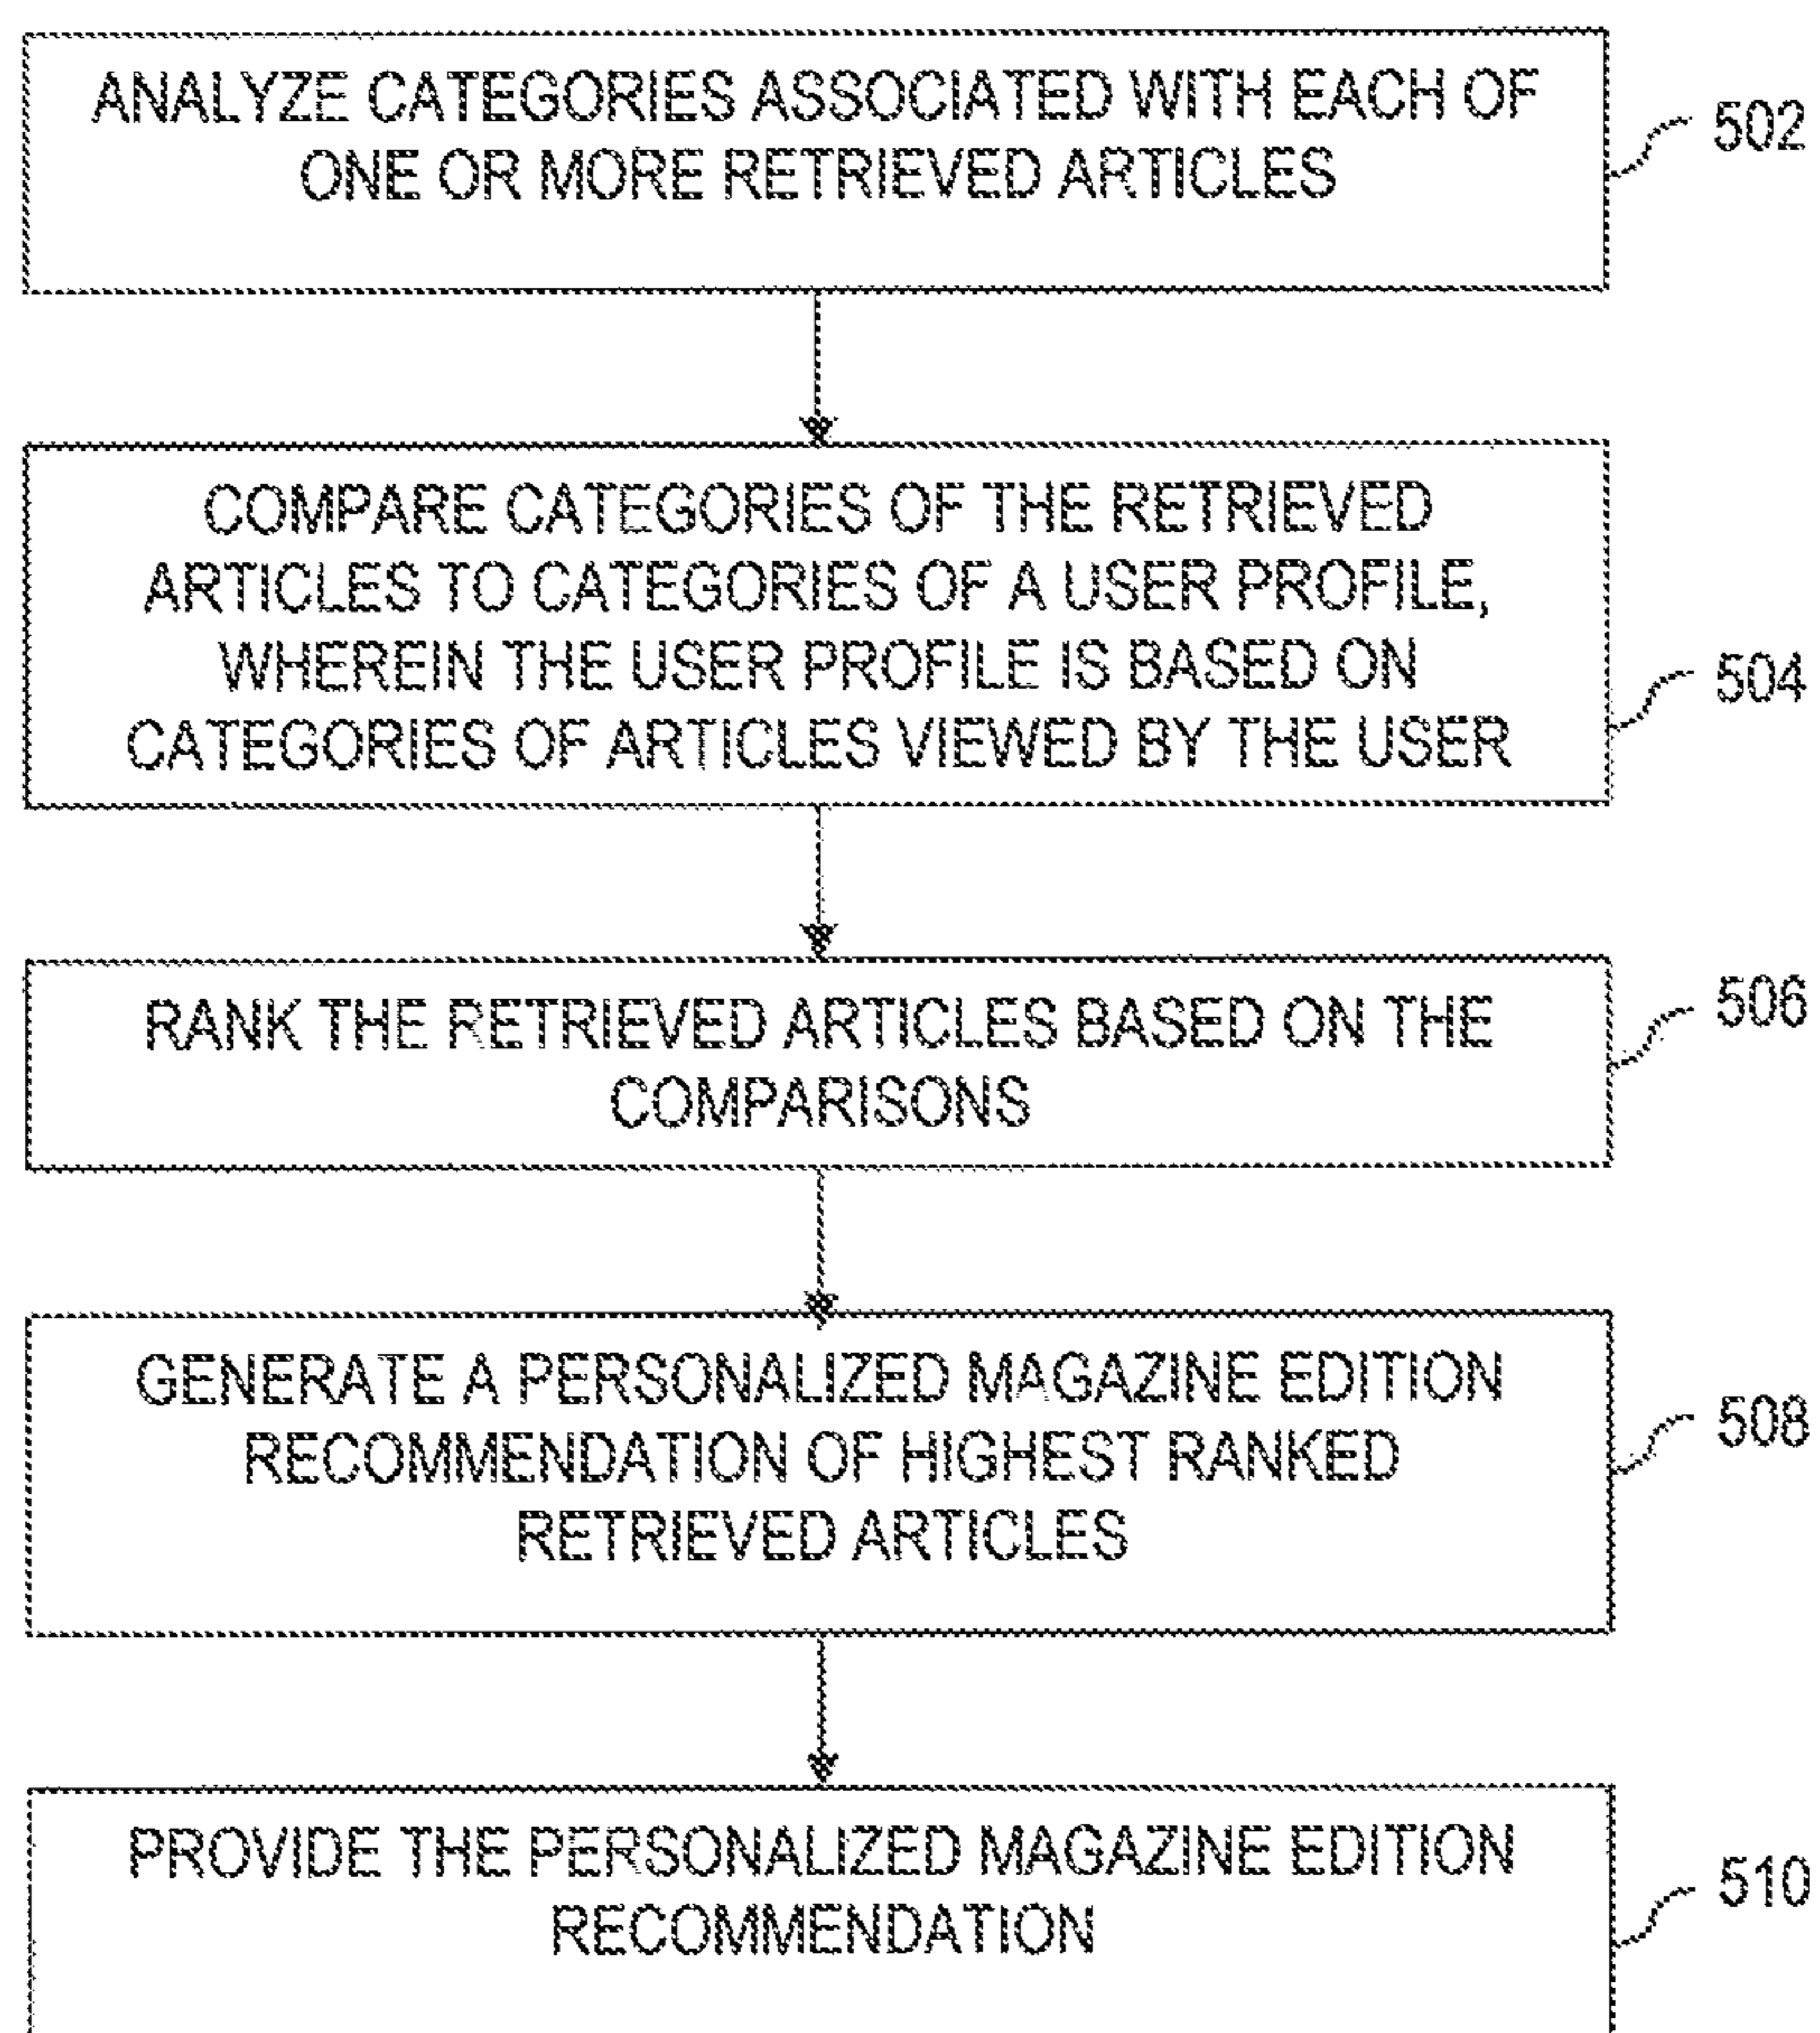 ANALYZE CATEGORIES ASSOCIATED WITH EACH OF
ONE OR MORE RETRIEVED ARTICLES
502
COMPARE CATEGORIES OF THE RETRIEVED
ARTICLES TO CATEGORIES OF A USER PROFILE,
WHEREIN THE USER PROFILE IS BASED ON
CATEGORIES OF ARTICLES VIEWED BY THE USER
504
RANK THE RETRIEVED ARTICLES BASED ON THE
COMPARISONS
506
GENERATE A PERSONALIZED MAGAZINE EDITION
RECOMMENDATION OF HIGHEST RANKED
RETRIEVED ARTICLES
508
PROVIDE THE PERSONALIZED MAGAZINE EDITION
RECOMMENDATION
510